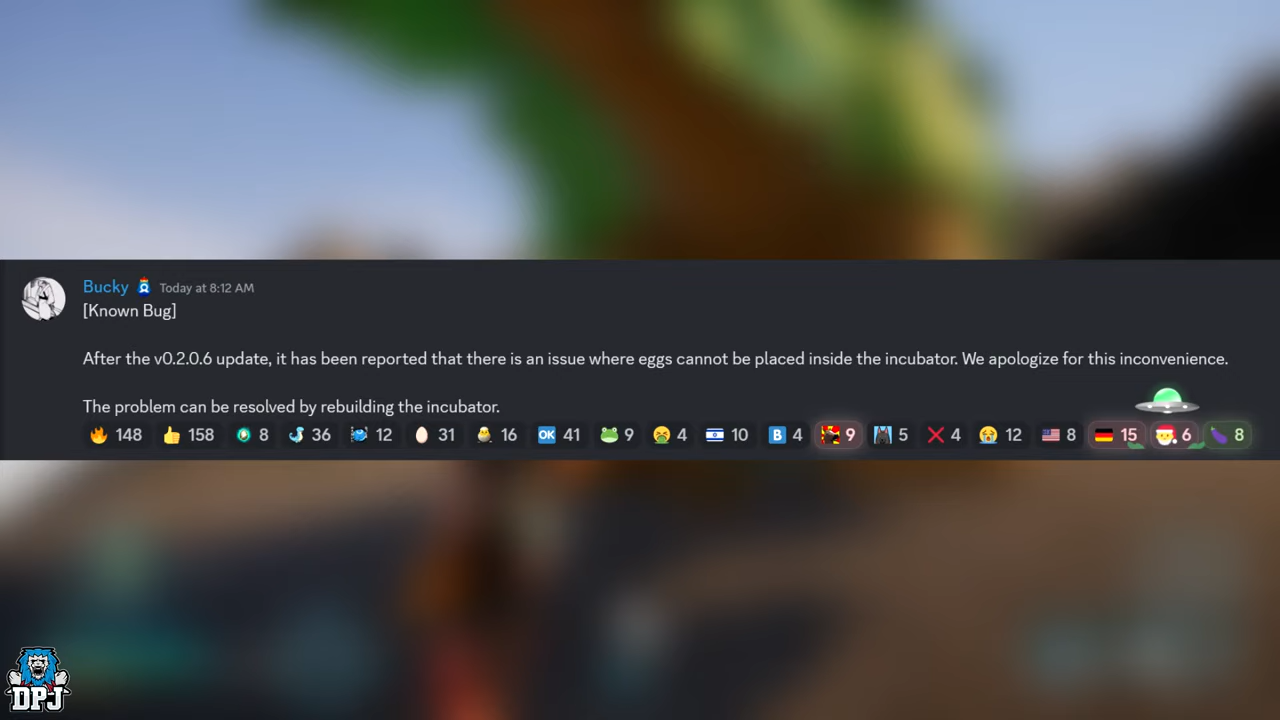 Bucky Today at 8:12 AM
[Known Bug]
After the v0.2.0.6 update, it has been reported that there is an issue where eggs cannot be placed inside the incubator. We apologize for this inconvenience.
The problem can be resolved by rebuilding the incubator.
148 158 8 36 12 31 16 OK 41 9 4 10 B 4 9 5 4 12 8 15 6 8
DPJ